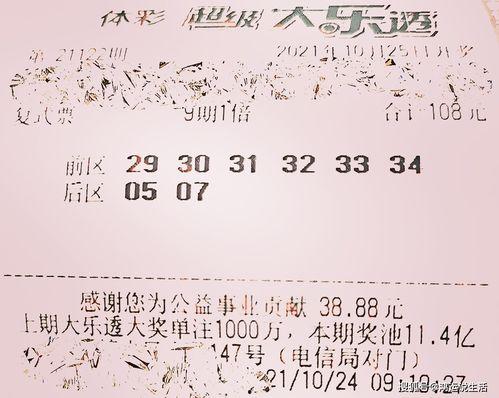 体彩 超级大乐透
第 21122期 2021年10月25日开奖
复式票 9期1倍 合计108元
前区 29 30 31 32 33 34
后区 05 07
感谢您为公益事业贡献 38.88元
上期大乐透大奖单注1000万，本期奖池11.4亿
147号(电信局对门)
21/10/24 09:10:27
搜狐号@鸿运说生活